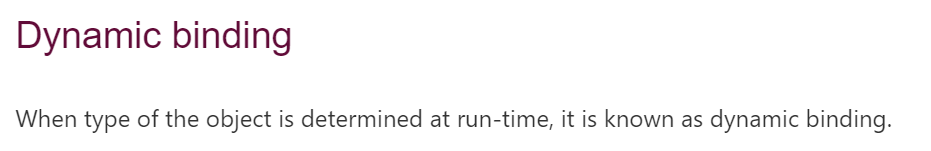 Dynamic binding
When type of the object is determined at run-time, it is known as dynamic binding.